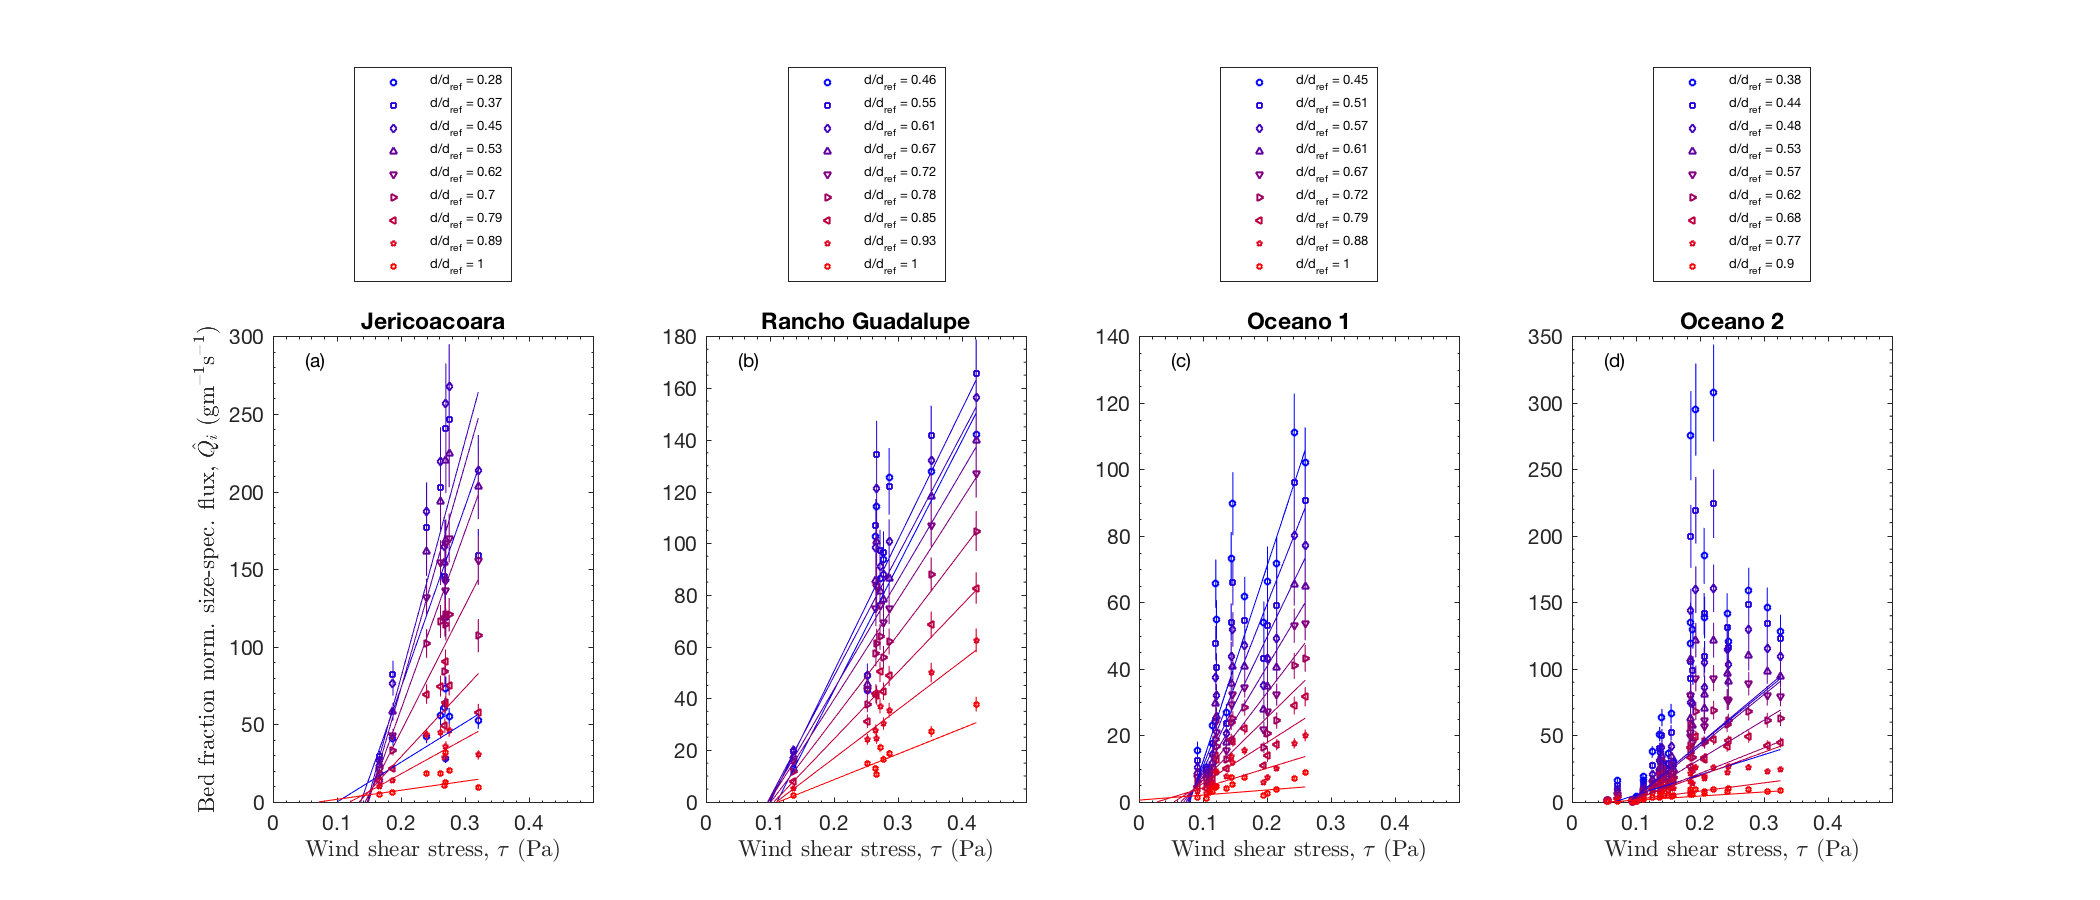 d/dref = 0.28
d/dref = 0.37
d/dref = 0.45
d/dref = 0.53
d/dref = 0.62
d/dref = 0.7
d/dref = 0.79
d/dref = 0.89
d/dref = 1
d/dref = 0.46
d/dref = 0.55
d/dref = 0.61
d/dref = 0.67
d/dref = 0.72
d/dref = 0.78
d/dref = 0.85
d/dref = 0.93
d/dref = 1
d/dref = 0.45
d/dref = 0.51
d/dref = 0.57
d/dref = 0.61
d/dref = 0.67
d/dref = 0.72
d/dref = 0.79
d/dref = 0.88
d/dref = 1
d/dref = 0.38
d/dref = 0.44
d/dref = 0.48
d/dref = 0.53
d/dref = 0.57
d/dref = 0.62
d/dref = 0.68
d/dref = 0.77
d/dref = 0.9
Jericoacoara
(a)
Bed fraction norm. size-spec. flux, Q̂i (gm−1s−1)
300
250
200
150
100
50
0
0 0.1 0.2 0.3 0.4
Wind shear stress, τ (Pa)
Rancho Guadalupe
(b)
180
160
140
120
100
80
60
40
20
0
0 0.1 0.2 0.3 0.4
Wind shear stress, τ (Pa)
Oceano 1
(c)
140
120
100
80
60
40
20
0
0 0.1 0.2 0.3 0.4
Wind shear stress, τ (Pa)
Oceano 2
(d)
350
300
250
200
150
100
50
0
0 0.1 0.2 0.3 0.4
Wind shear stress, τ (Pa)